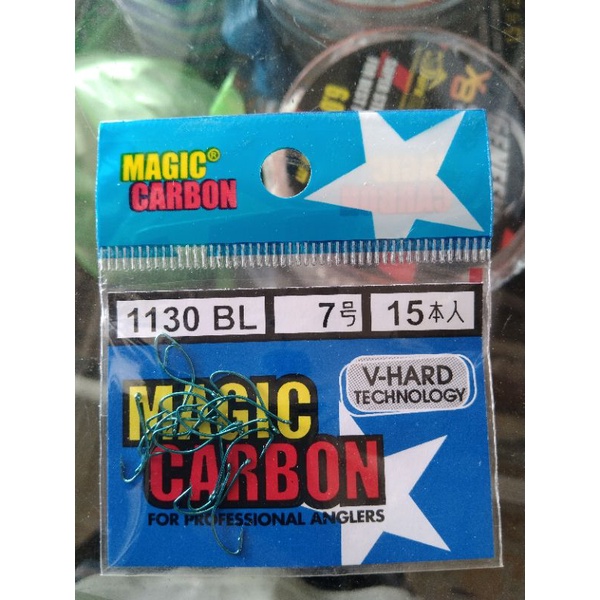 MAGIC®
CARBON
1130 BL 7号 15本入
V-HARD
TECHNOLOGY
MAGIC
CARBON
FOR PROFESSIONAL ANGLERS